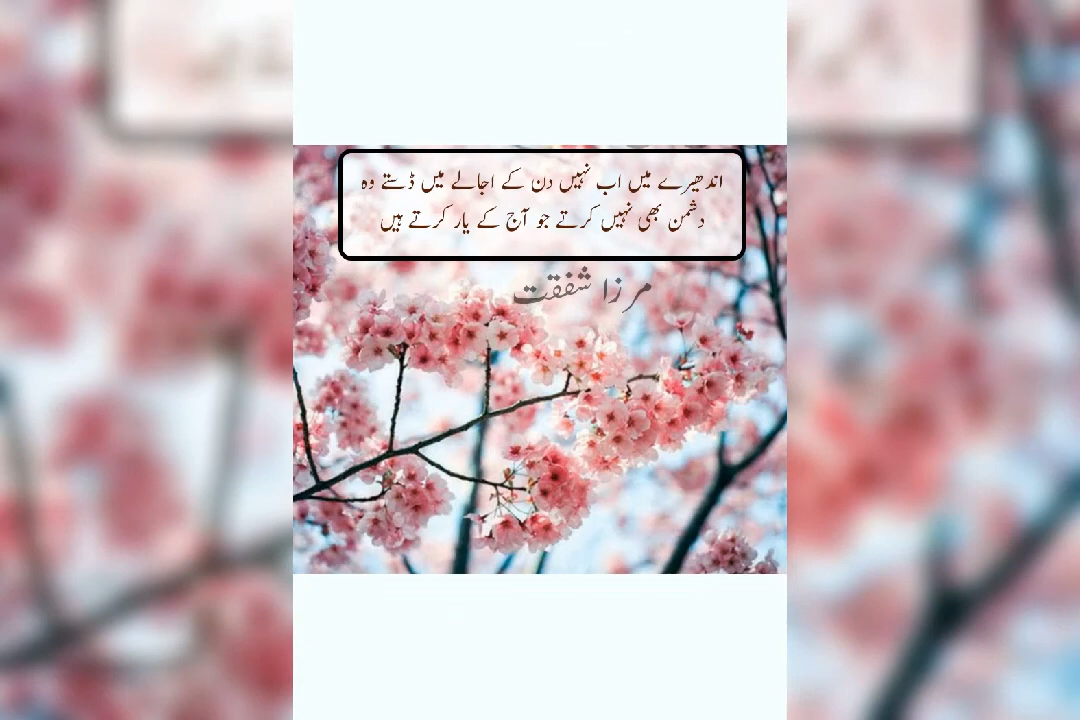 اندھیرے میں اب نہیں دن کے اجالے میں ڈستے وہ
دشمن بھی نہیں کرتے جو آج کے یار کرتے ہیں
مرزا شفقت